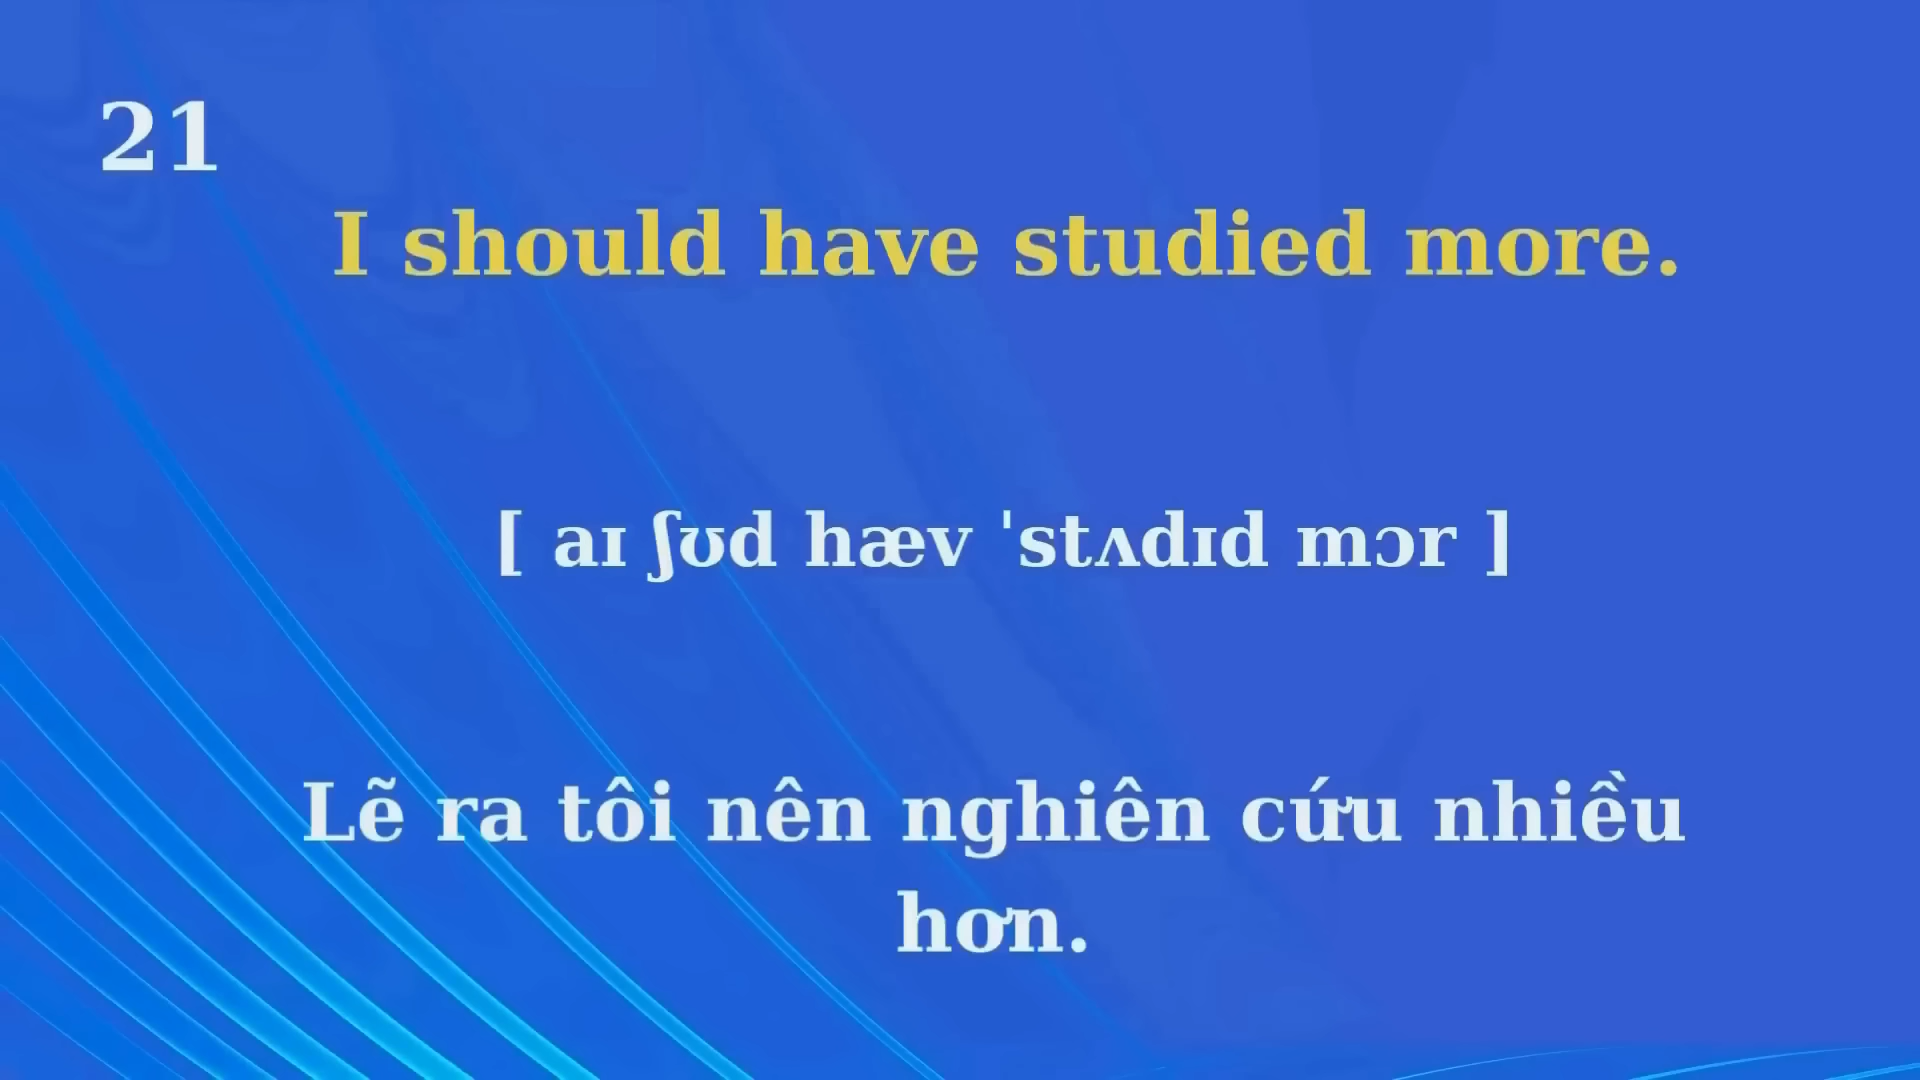 21
I should have studied more.
[ aɪ ʃʊd hæv ˈstʌdɪd mɔr ]
Lẽ ra tôi nên nghiên cứu nhiều
hơn.